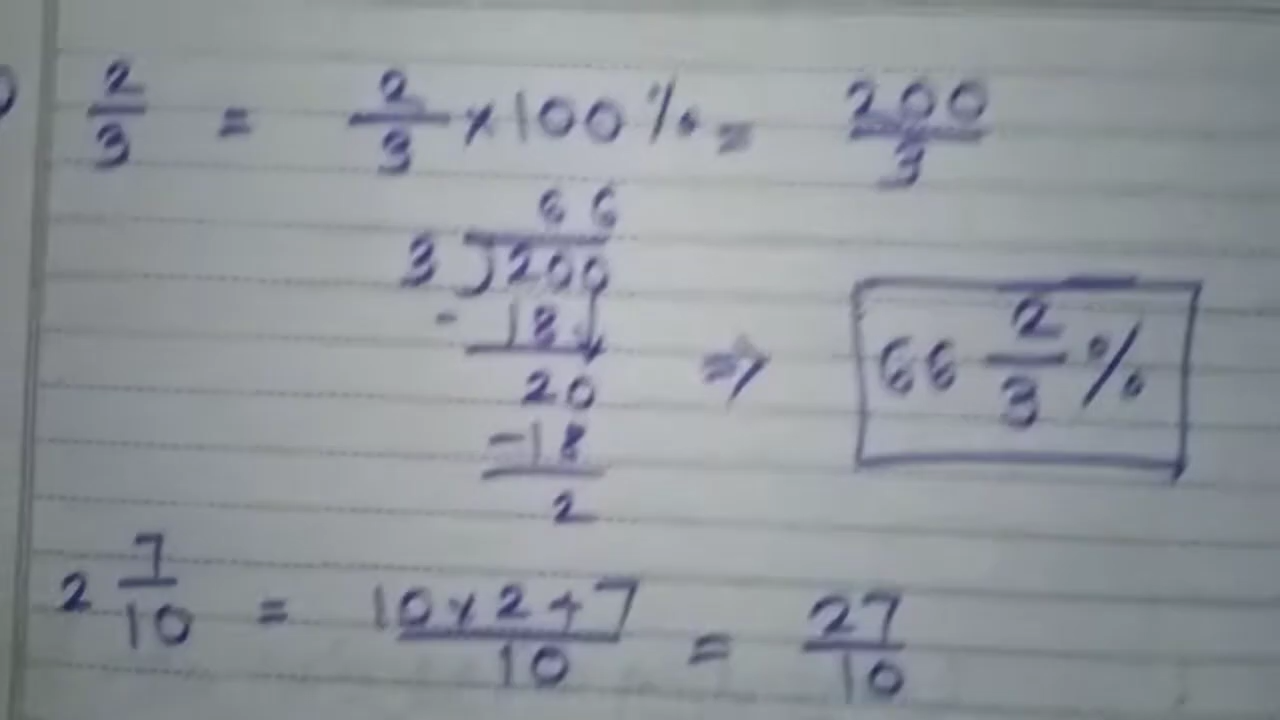 2/3 = 2/3 × 100 % = 200/3
66
3 ) 200
- 18
20
⇒ 66 2/3 %
- 18
2
2 7/10 = 10 × 2 + 7/10 = 27/10